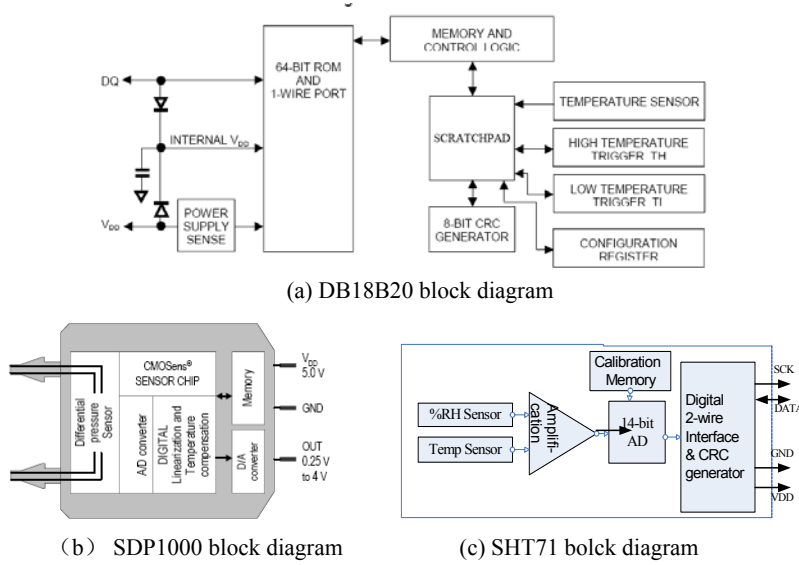 MEMORY AND
CONTROL LOGIC
64-BIT ROM
AND
1-WIRE PORT
DQ
INTERNAL VDD
VDD
POWER
SUPPLY
SENSE
SCRATCHPAD
8-BIT CRC
GENERATOR
TEMPERATURE SENSOR
HIGH TEMPERATURE
TRIGGER TH
LOW TEMPERATURE
TRIGGER TL
CONFIGURATION
REGISTER
(a) DB18B20 block diagram
Differential
pressure
Sensor
CMOSens®
SENSOR CHIP
A/D converter
DIGITAL
Linearization and
Temperature
compensation
Memory
D/A
converter
VDD
5.0 V
GND
OUT
0.25 V
to 4 V
(b) SDP1000 block diagram
%RH Sensor
Temp Sensor
Amplifi-
cation
Calibration
Memory
14-bit
AD
Digital
2-wire
Interface
& CRC
generator
SCK
DATA
GND
VDD
(c) SHT71 bolck diagram